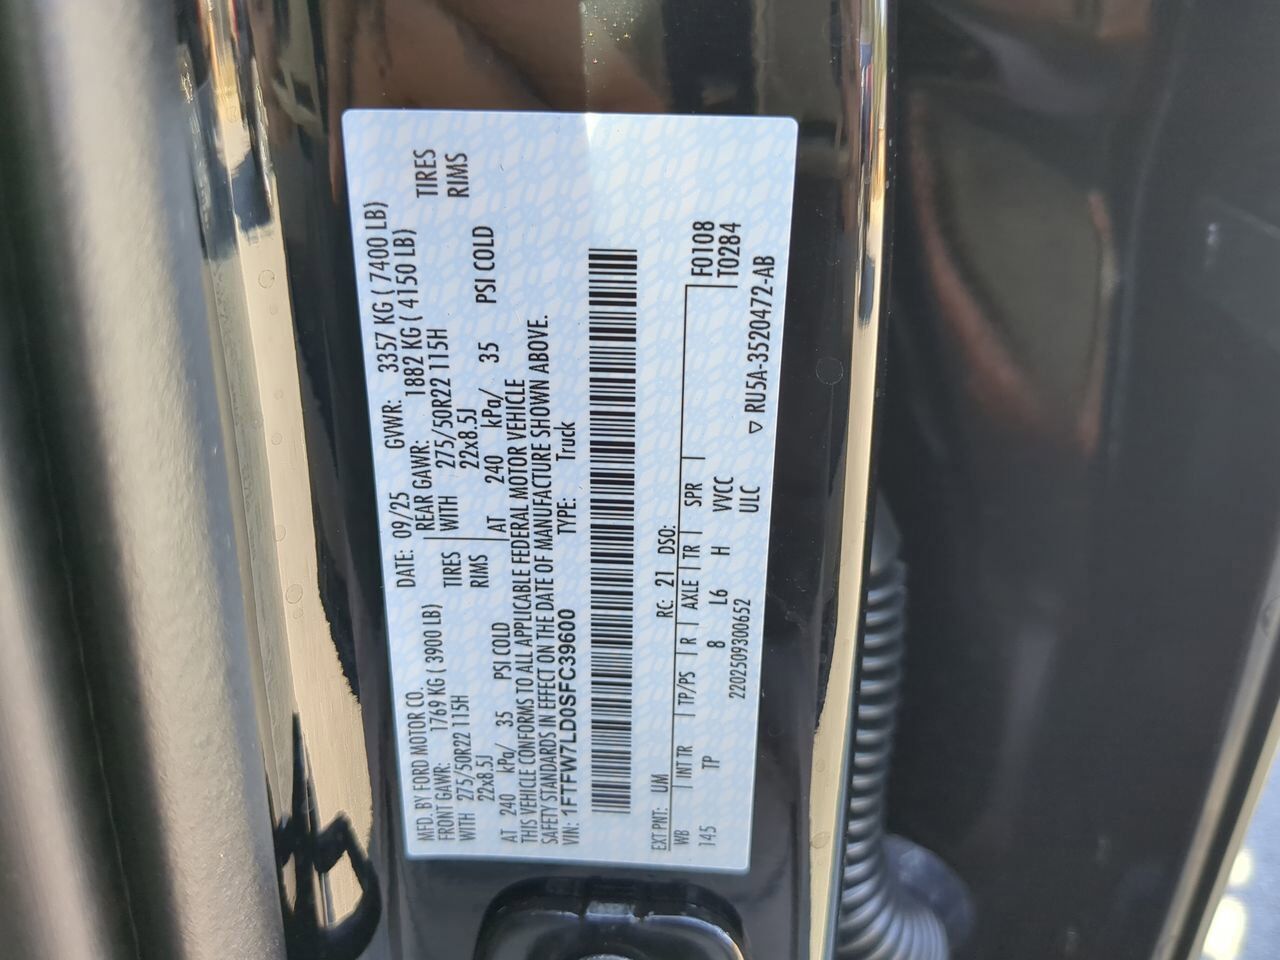 MFD. BY FORD MOTOR CO.
DATE: 09/25
GVWR: 3357 KG ( 7400 LB)
FRONT GAWR: 1769 KG ( 3900 LB)
REAR GAWR: 1882 KG ( 4150 LB)
WITH 275/50R22 115H TIRES
WITH 275/50R22 115H TIRES
22x8.5J RIMS
22x8.5J RIMS
AT 240 kPa/ 35 PSI COLD
AT 240 kPa/ 35 PSI COLD
THIS VEHICLE CONFORMS TO ALL APPLICABLE FEDERAL MOTOR VEHICLE
SAFETY STANDARDS IN EFFECT ON THE DATE OF MANUFACTURE SHOWN ABOVE.
VIN: 1FTFW7LD0SFC39600
TYPE: Truck
EXT PNT: UM RC: 21 DSO:
WB INT TR TP/PS R AXLE TR SPR
F0108
T0284
145 TP 8 L6 H VVCC
2202509300652 ULC
▽ RU5A-3520472-AB